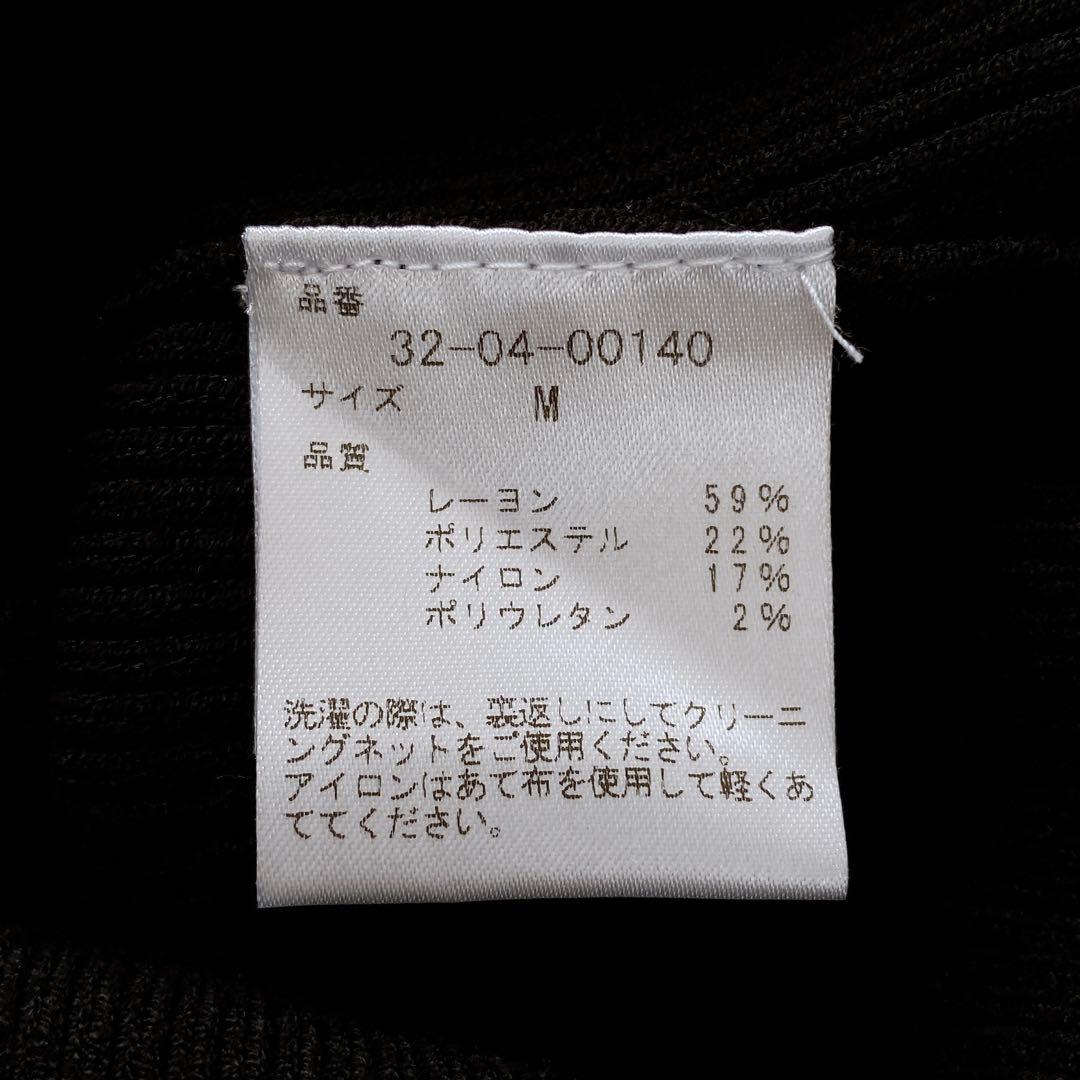 品番
32-04-00140
サイズ M
品質
レーヨン 59%
ポリエステル 22%
ナイロン 17%
ポリウレタン 2%
洗濯の際は、裏返しにしてクリーニ
ングネットをご使用ください。
アイロンはあて布を使用して軽くあ
ててください。